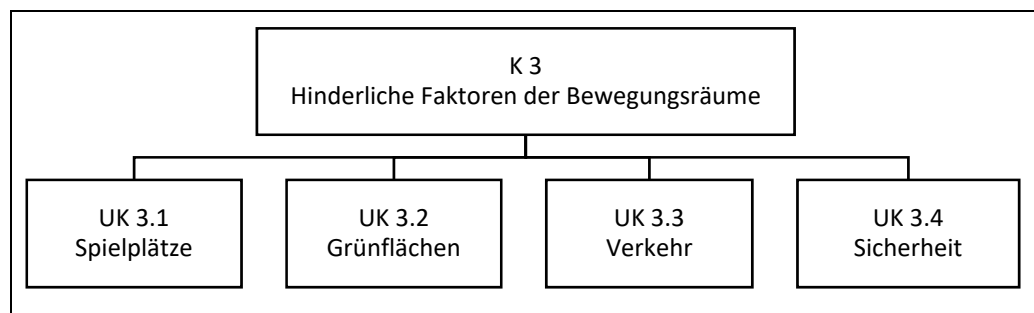 K 3
Hinderliche Faktoren der Bewegungsräume
UK 3.1
Spielplätze
UK 3.2
Grünflächen
UK 3.3
Verkehr
UK 3.4
Sicherheit